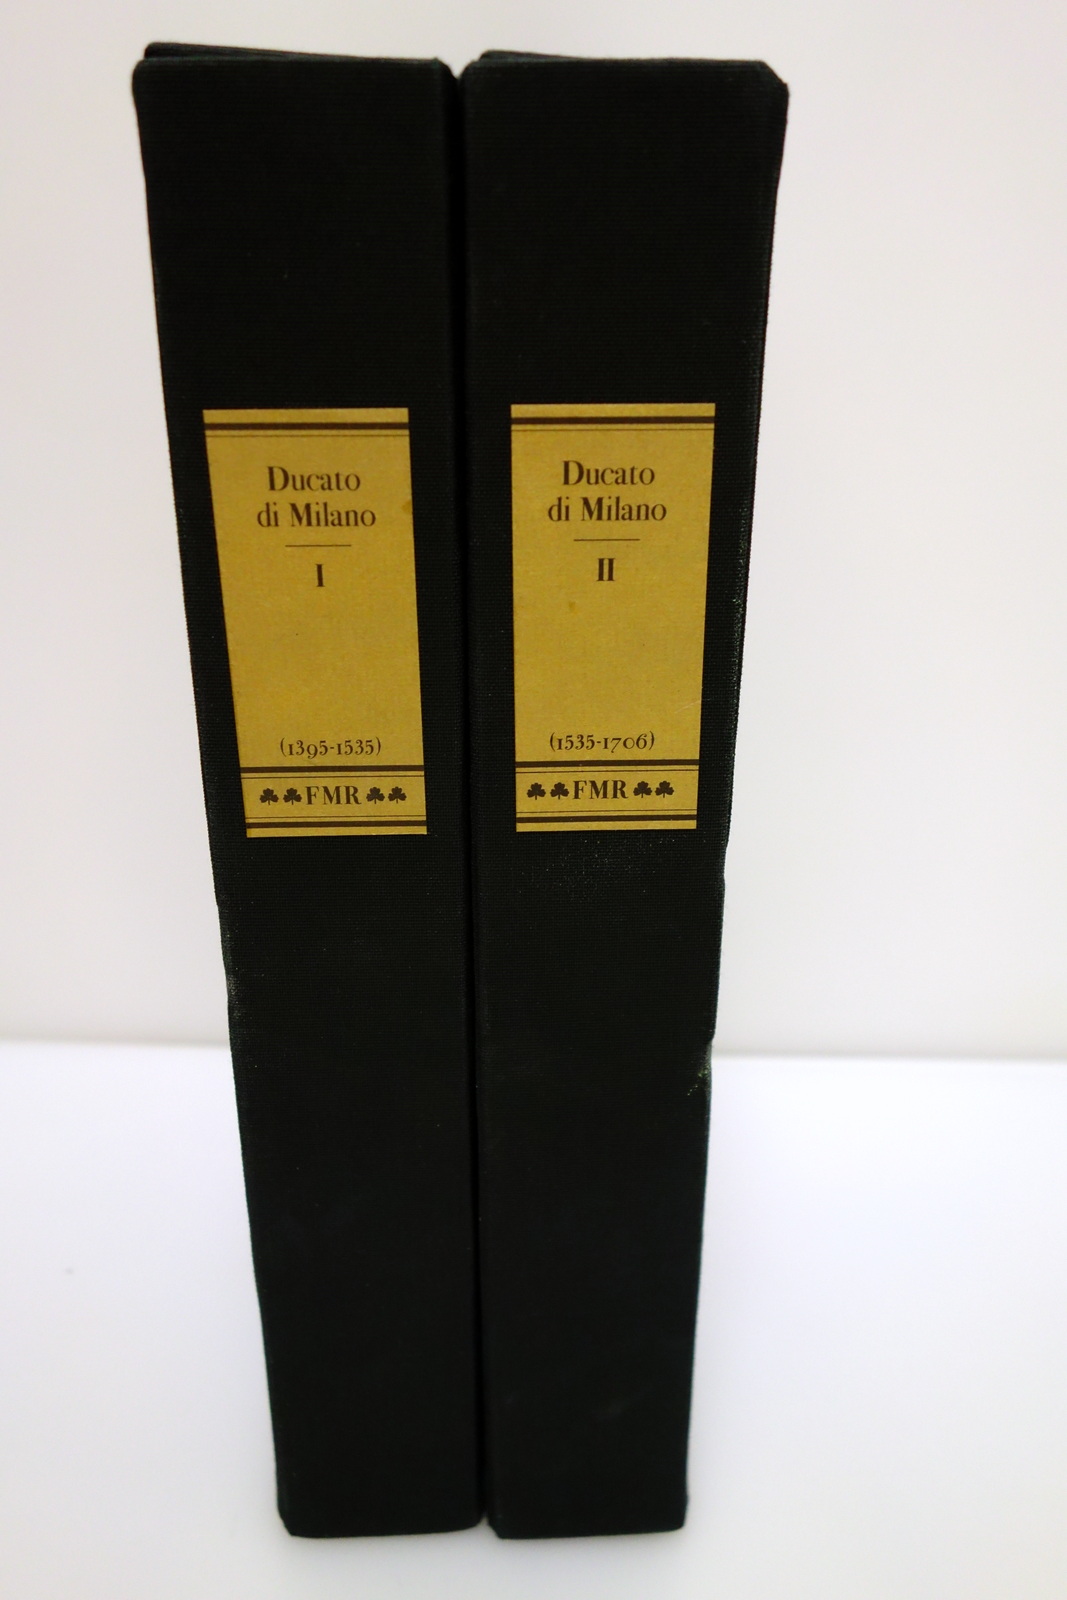 Ducato
di Milano
I
(1395-1535)
FMR
Ducato
di Milano
II
(1535-1706)
FMR